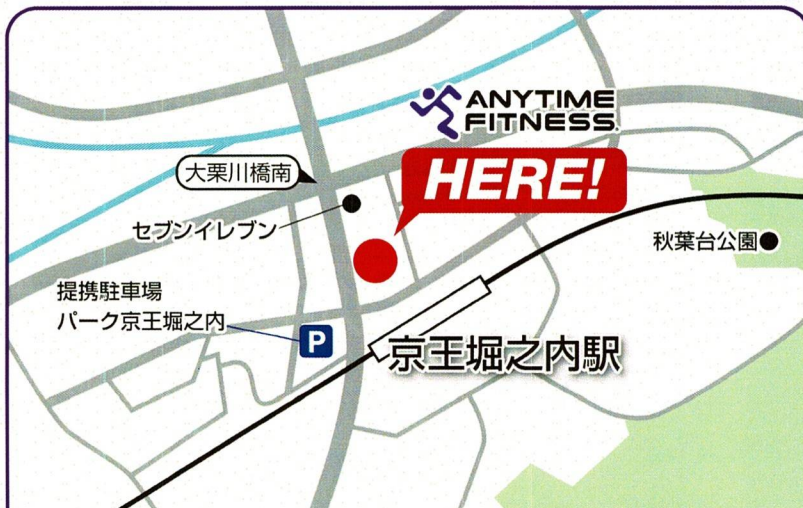 ANYTIME
FITNESS
HERE!
大栗川橋南
セブンイレブン
秋葉台公園
提携駐車場
パーク京王堀之内
P
京王堀之内駅